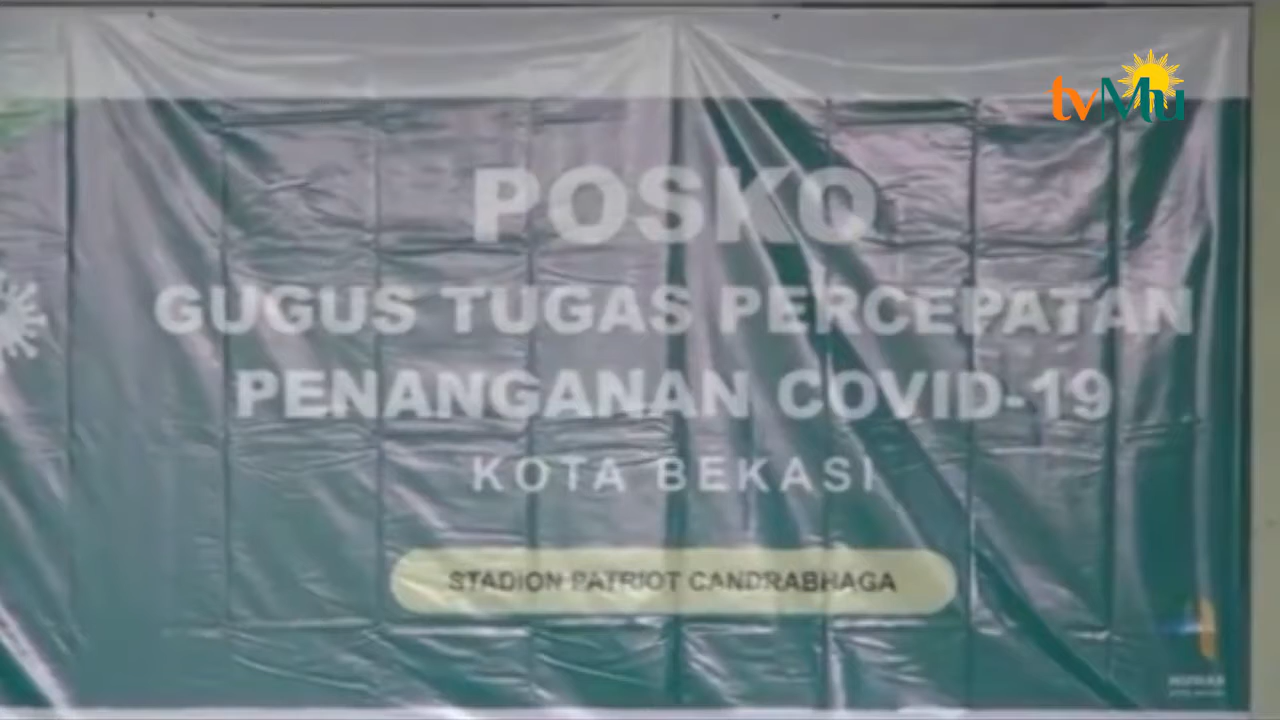 tvMu
POSKO
GUGUS TUGAS PERCEPATAN
PENANGANAN COVID-19
KOTA BEKASI
STADION PATRIOT CANDRABHAGA